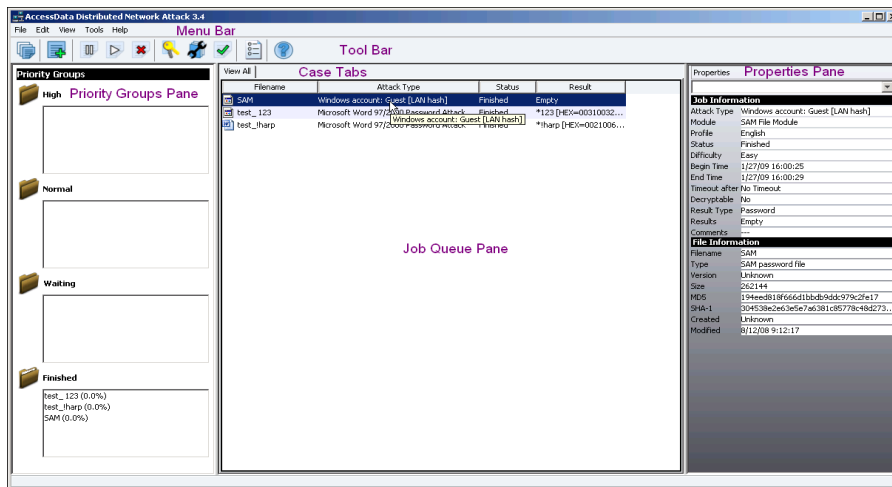 AccessData Distributed Network Attack 3.4
File Edit View Tools Help
Menu Bar
Tool Bar
Priority Groups
High
Priority Groups Pane
Normal
Waiting
Finished
test_ 123 (0.0%)
test_!harp (0.0%)
SAM (0.0%)
View All
Case Tabs
Filename Attack Type Status Result
SAM Windows account: Guest [LAN hash] Finished Empty
test_ 123 Microsoft Word 97/2000 Password Attack Finished *123 [HEX=00310032...
Windows account: Guest [LAN hash]
test_!harp Microsoft Word 97/2000 Password Attack Finished *!harp [HEX=0021006...
Job Queue Pane
Properties
Properties Pane
Job Information
Attack Type Windows account: Guest [LAN hash]
Module SAM File Module
Profile English
Status Finished
Difficulty Easy
Begin Time 1/27/09 16:00:25
End Time 1/27/09 16:00:29
Timeout after No Timeout
Decryptable No
Result Type Password
Results Empty
Comments ---
File Information
Filename SAM
Type SAM password file
Version Unknown
Size 262144
MD5 194eed818f666d1bbdb9ddc979c2fe17
SHA-1 304538e2e63e5e7a6381c85778c48d273...
Created Unknown
Modified 8/12/08 9:12:17